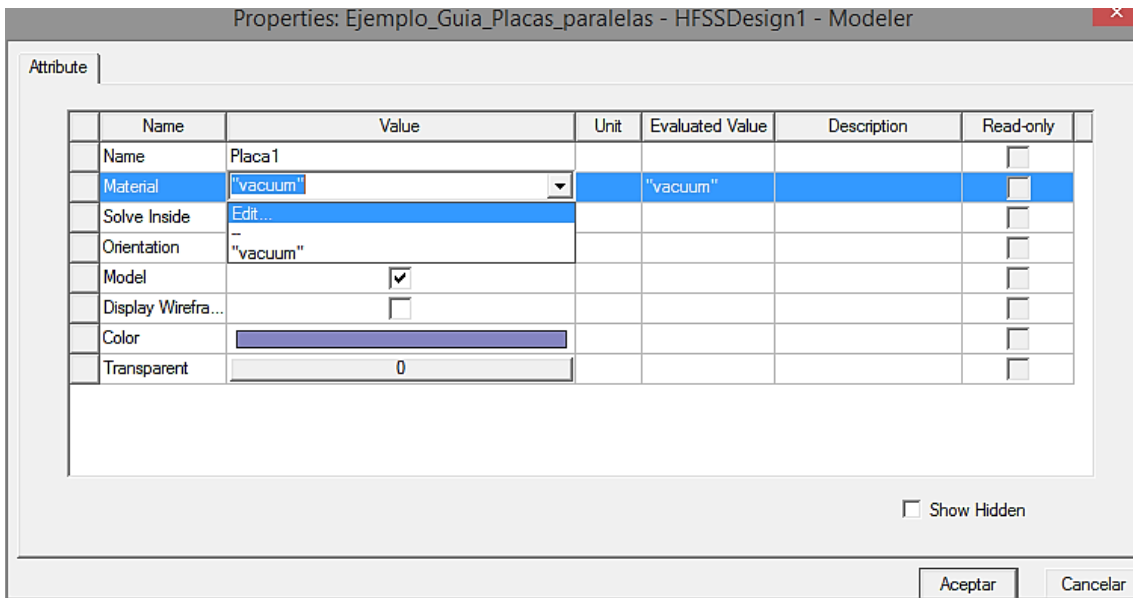 Properties: Ejemplo_Guia_Placas_paralelas - HFSSDesign1 - Modeler
Attribute
Name Value Unit Evaluated Value Description Read-only
Name Placa1
Material "vacuum" "vacuum"
Solve Inside Edit...
--
Orientation "vacuum"
Model
Display Wirefra...
Color
Transparent 0
Show Hidden
Aceptar Cancelar